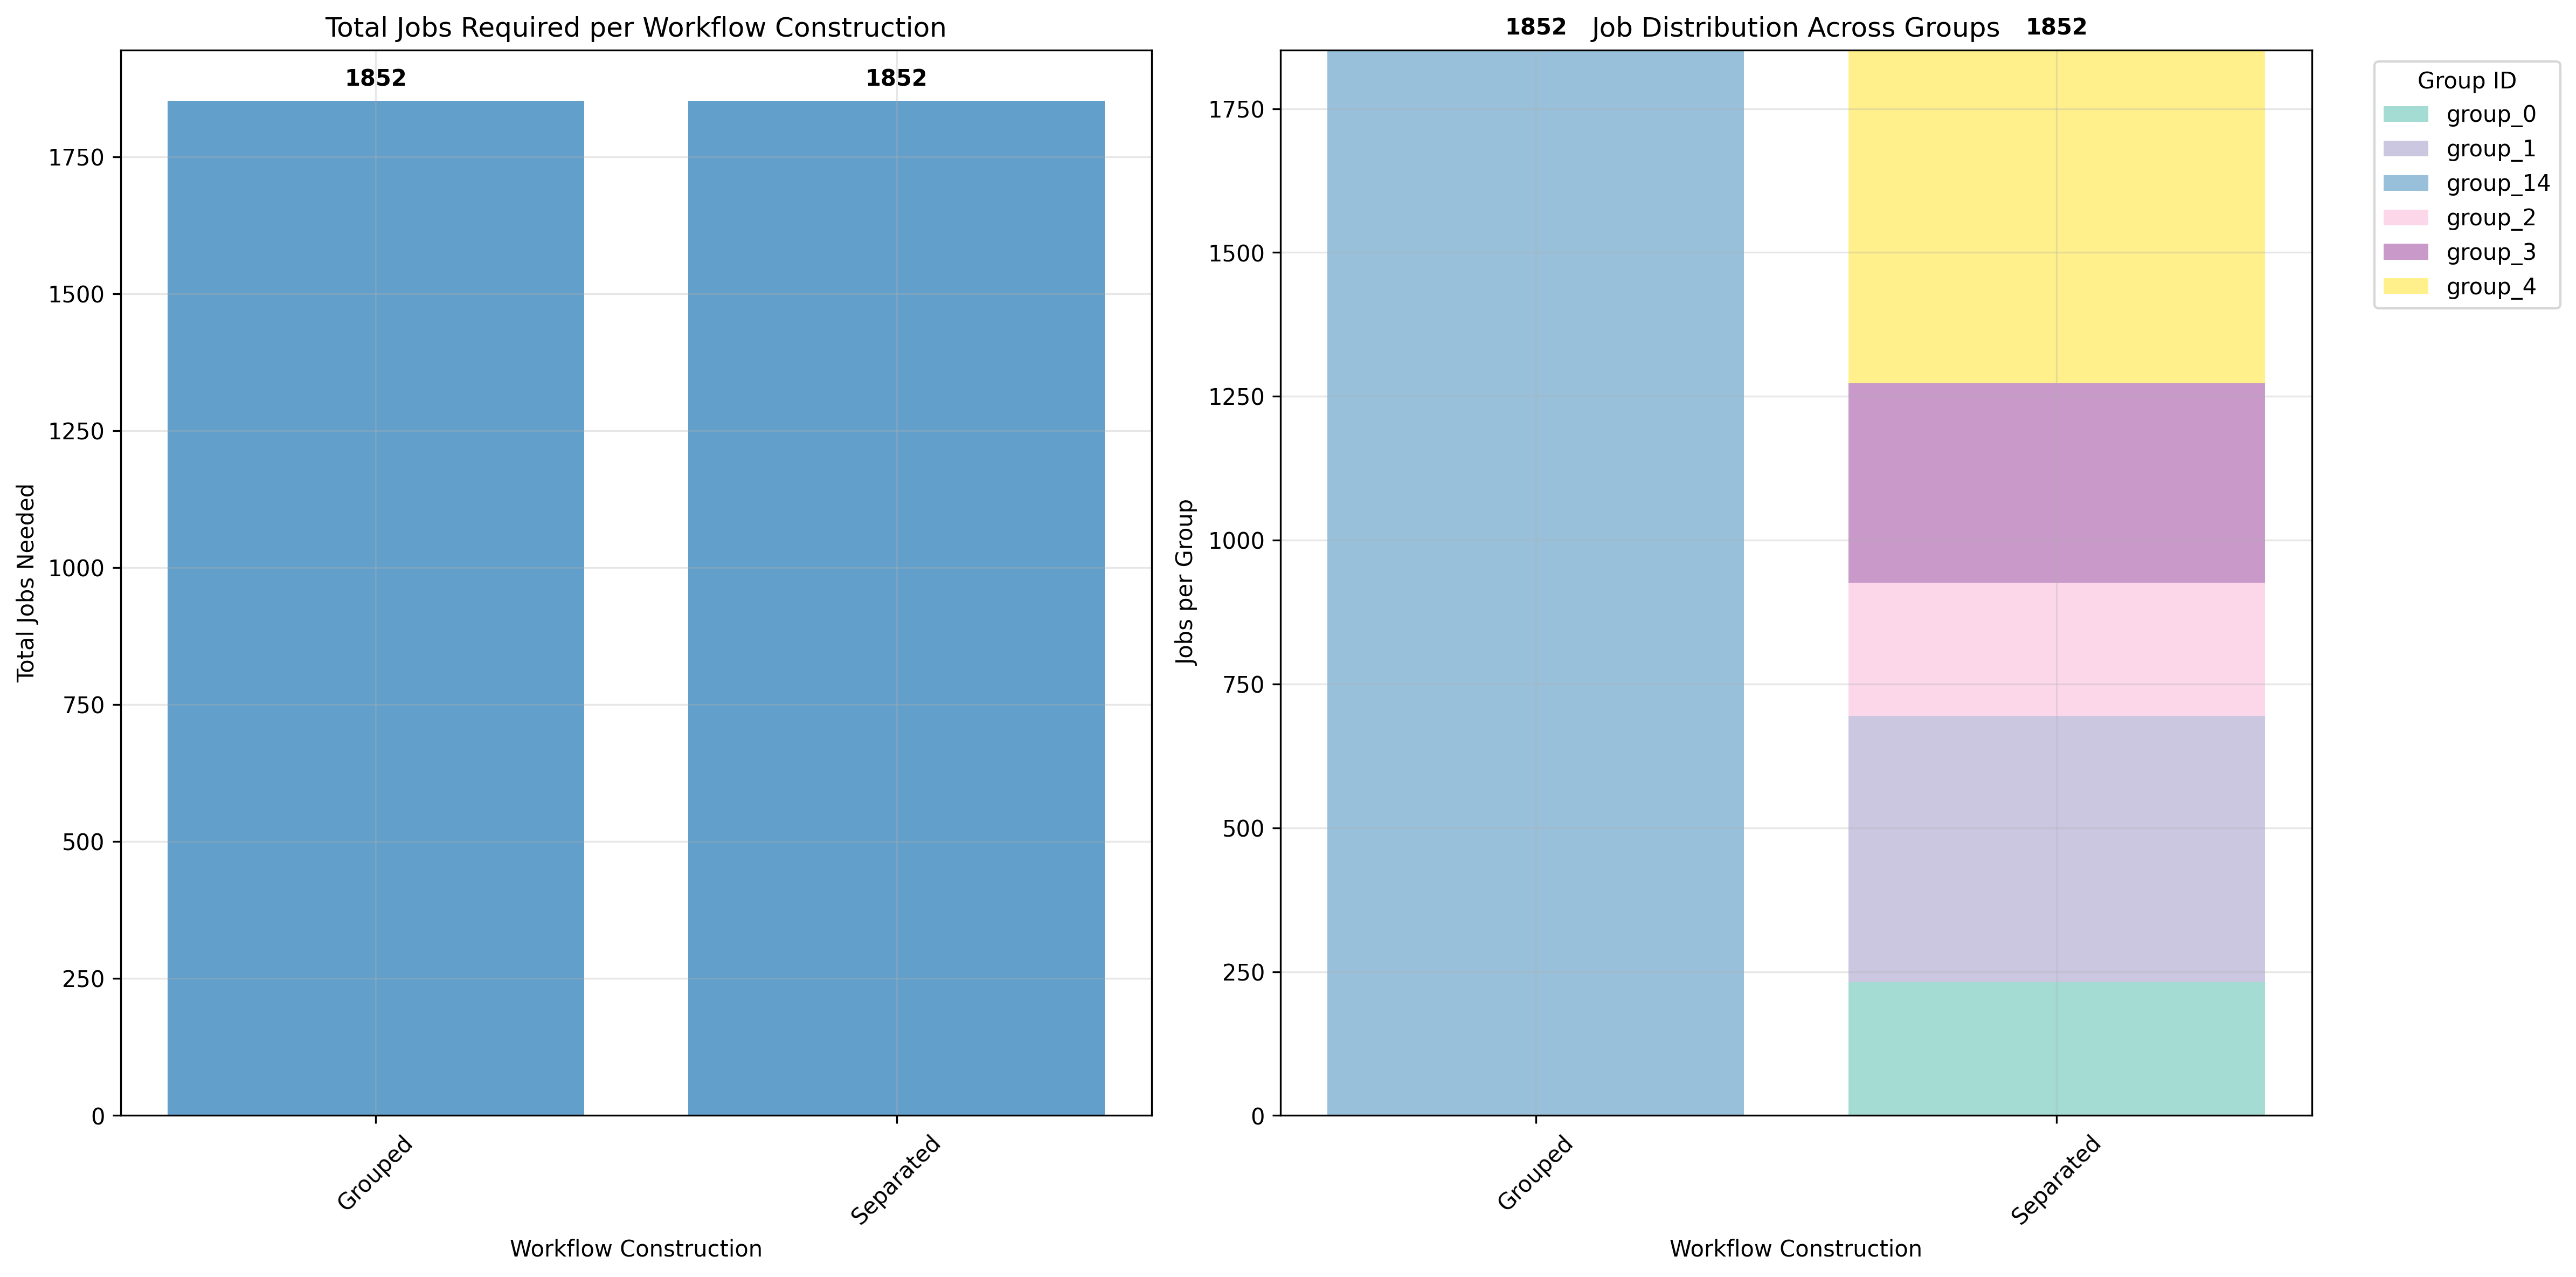 Total Jobs Required per Workflow Construction
1852
1852
Total Jobs Needed
1750
1500
1250
1000
750
500
250
0
Grouped
Separated
Workflow Construction
1852
Job Distribution Across Groups
1852
Jobs per Group
1750
1500
1250
1000
750
500
250
0
Grouped
Separated
Workflow Construction
Group ID
group_0
group_1
group_14
group_2
group_3
group_4